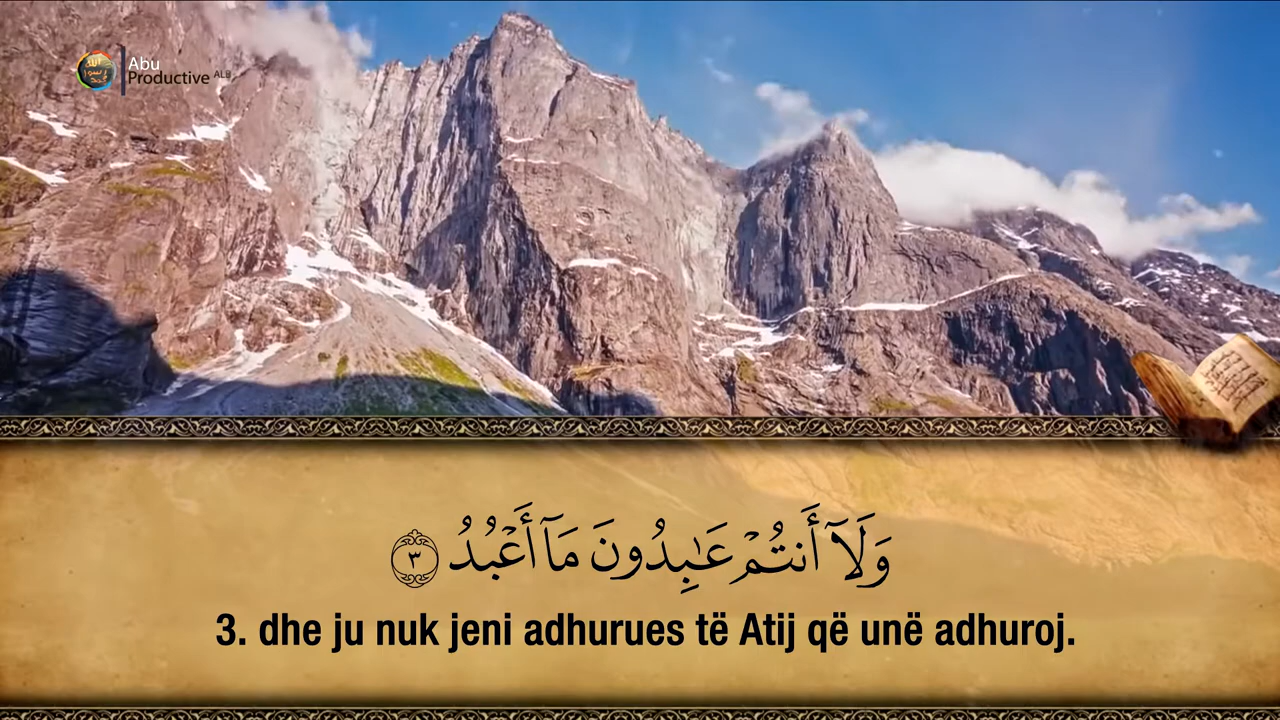 Abu
Productive ALB
وَلَآ أَنتُمْ عَـٰبِدُونَ مَآ أَعْبُدُ ٣
3. dhe ju nuk jeni adhurues të Atij që unë adhuroj.